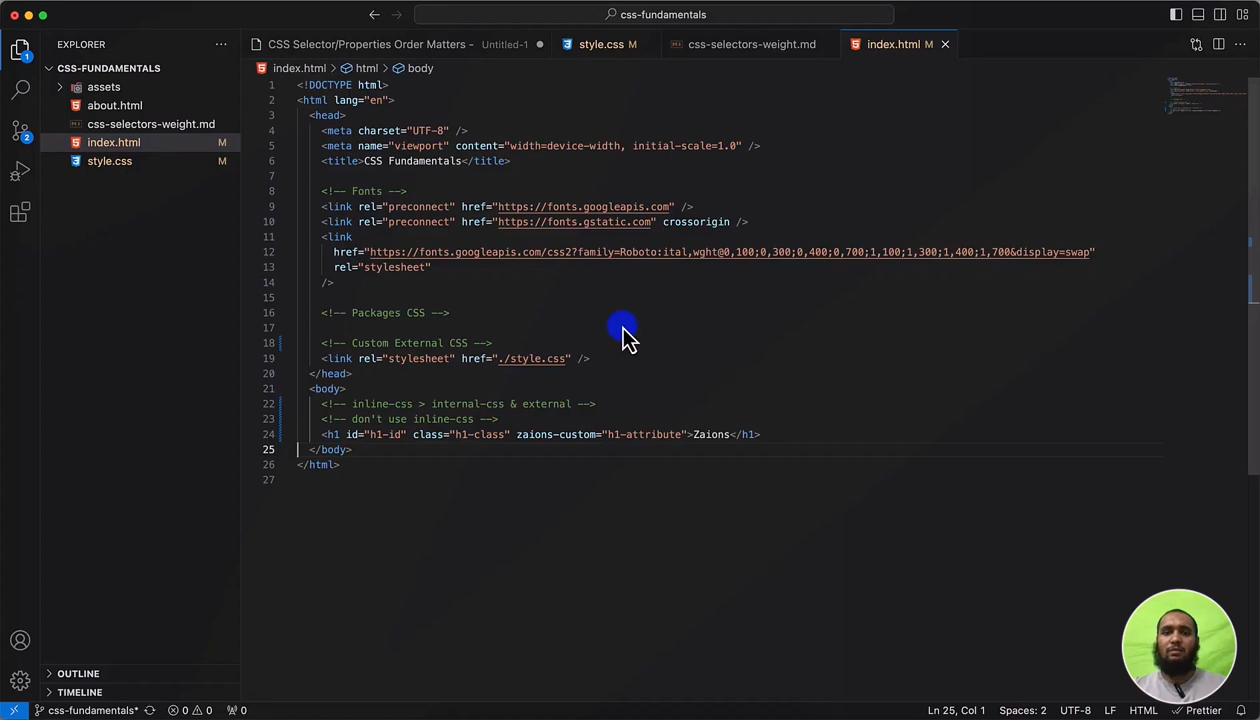 css-fundamentals
EXPLORER
CSS Selector/Properties Order Matters - Untitled-1
style.css M
css-selectors-weight.md
index.html M
CSS-FUNDAMENTALS
assets
about.html
css-selectors-weight.md
index.html M
style.css M
1
2
index.html > html > body
1 <!DOCTYPE html>
2 <html lang="en">
3 <head>
4 <meta charset="UTF-8" />
5 <meta name="viewport" content="width=device-width, initial-scale=1.0" />
6 <title>CSS Fundamentals</title>
7
8 <!-- Fonts -->
9 <link rel="preconnect" href="https://fonts.googleapis.com" />
10 <link rel="preconnect" href="https://fonts.gstatic.com" crossorigin />
11 <link
12 href="https://fonts.googleapis.com/css2?family=Roboto:ital,wght@0,100;0,300;0,400;0,700;1,100;1,300;1,400;1,700&display=swap"
13 rel="stylesheet"
14 />
15
16 <!-- Packages CSS -->
17
18 <!-- Custom External CSS -->
19 <link rel="stylesheet" href="./style.css" />
20 </head>
21 <body>
22 <!-- inline-css > internal-css & external -->
23 <!-- don't use inline-css -->
24 <h1 id="h1-id" class="h1-class" zaions-custom="h1-attribute">Zaions</h1>
25 </body>
26 </html>
27
OUTLINE
TIMELINE
css-fundamentals* 0 0 0 Ln 25, Col 1 Spaces: 2 UTF-8 LF HTML Prettier